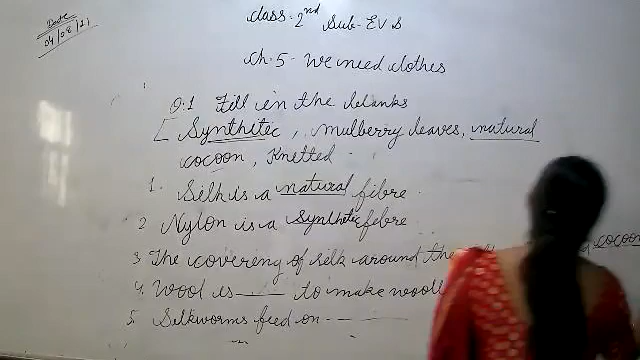 Date
04/08/21
Class - 2nd Sub - EVS
Ch. 5 - We need clothes
Q.1 Fill in the blanks
[ Synthetic, mulberry leaves, natural
cocoon, Knitted
1. Silk is a natural fibre.
2 Nylon is a Synthetic fibre
3 The covering of silk around the cocoon
4. Wool is ___ to make wooll
5. Silkworms feed on -